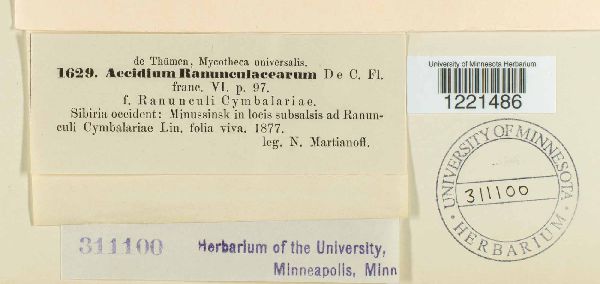 de Thümen, Mycotheca universalis.
1629. Aecidium Ranunculacearum De C. Fl.
franc. VI. p. 97.
f. Ranunculi Cymbalariae.
Sibiria occident: Minussinsk in locis subsalsis ad Ranun-
culi Cymbalariae Lin. folia viva. 1877.
leg. N. Martianoff.
University of Minnesota Herbarium
1221486
UNIVERSITY OF MINNESOTA
311100
HERBARIUM
311100 Herbarium of the University,
Minneapolis, Minn